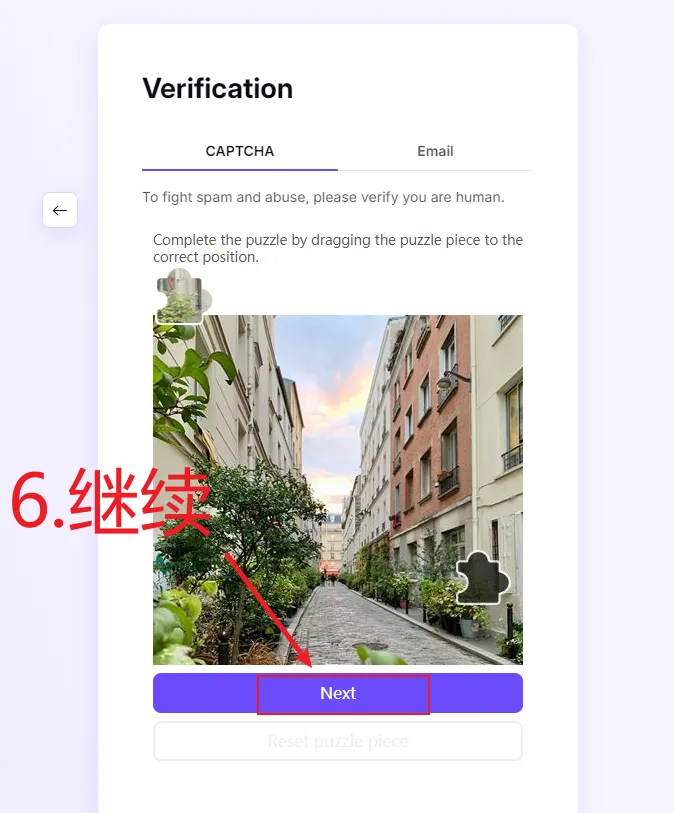 Verification
CAPTCHA
Email
To fight spam and abuse, please verify you are human.
Complete the puzzle by dragging the puzzle piece to the
correct position.
6.继续
Next
Reset puzzle piece